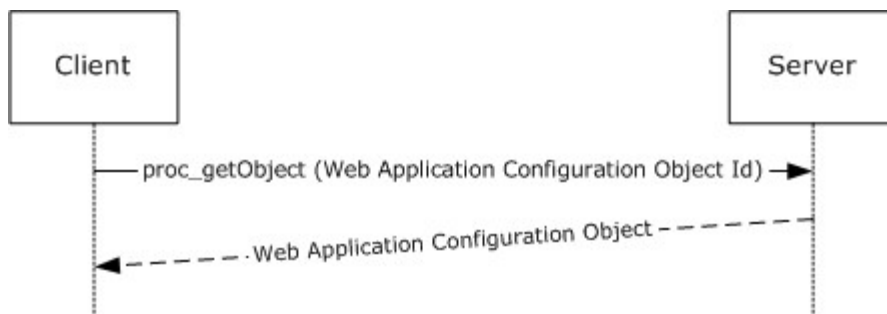 Client
Server
proc_getObject (Web Application Configuration Object Id)
Web Application Configuration Object